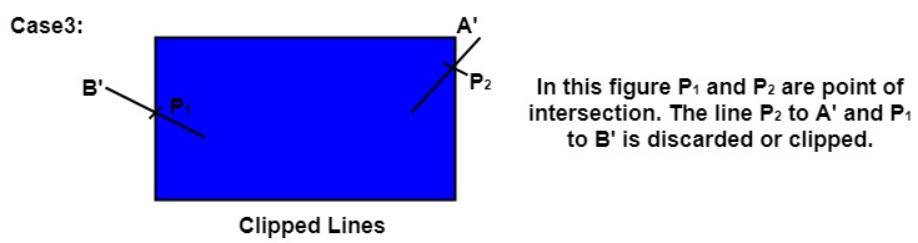 Case3:
A'
B'
P₁
P₂
In this figure P₁ and P₂ are point of
intersection. The line P₂ to A' and P₁
to B' is discarded or clipped.
Clipped Lines